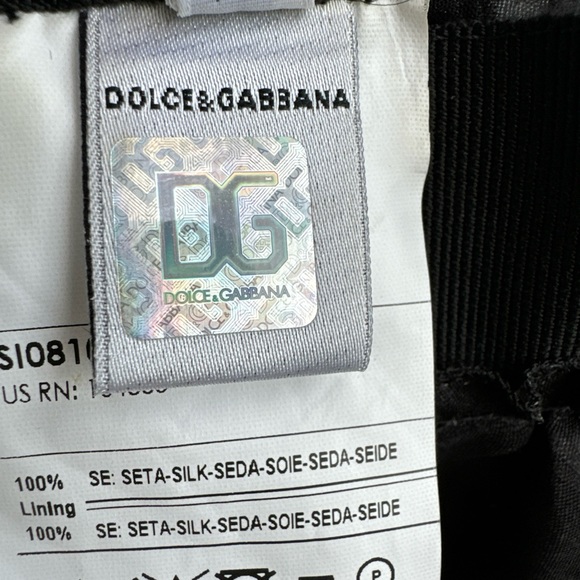 DOLCE&GABBANA
DG
DOLCE&GABBANA
US RN:
100% SE: SETA-SILK-SEDA-SOIE-SEDA-SEIDE
Lining
100% SE: SETA-SILK-SEDA-SOIE-SEDA-SEIDE
P